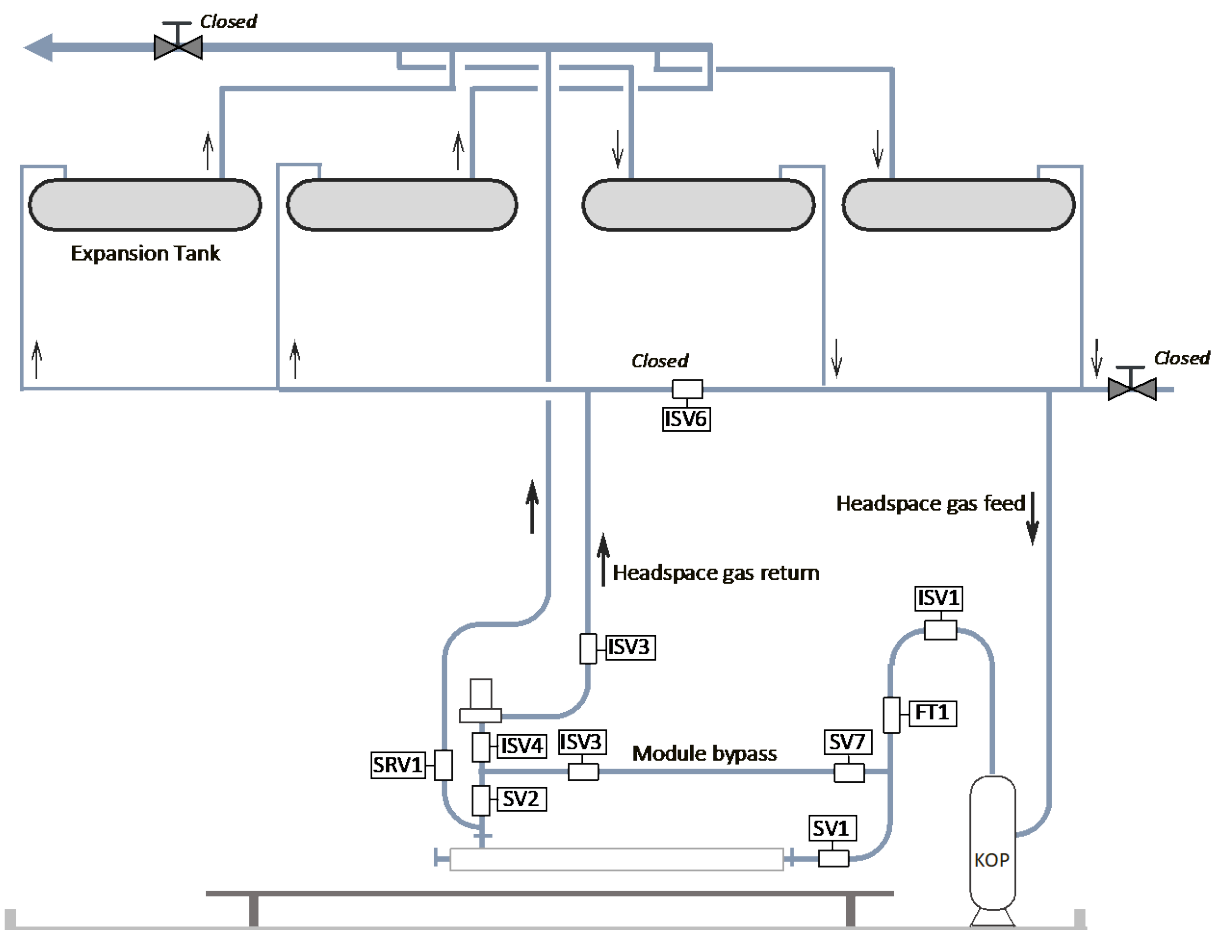 Closed
Expansion Tank
Closed
Closed
ISV6
Headspace gas feed
Headspace gas return
ISV1
ISV3
FT1
ISV4
ISV3
Module bypass
SV7
SRV1
SV2
SV1
KOP